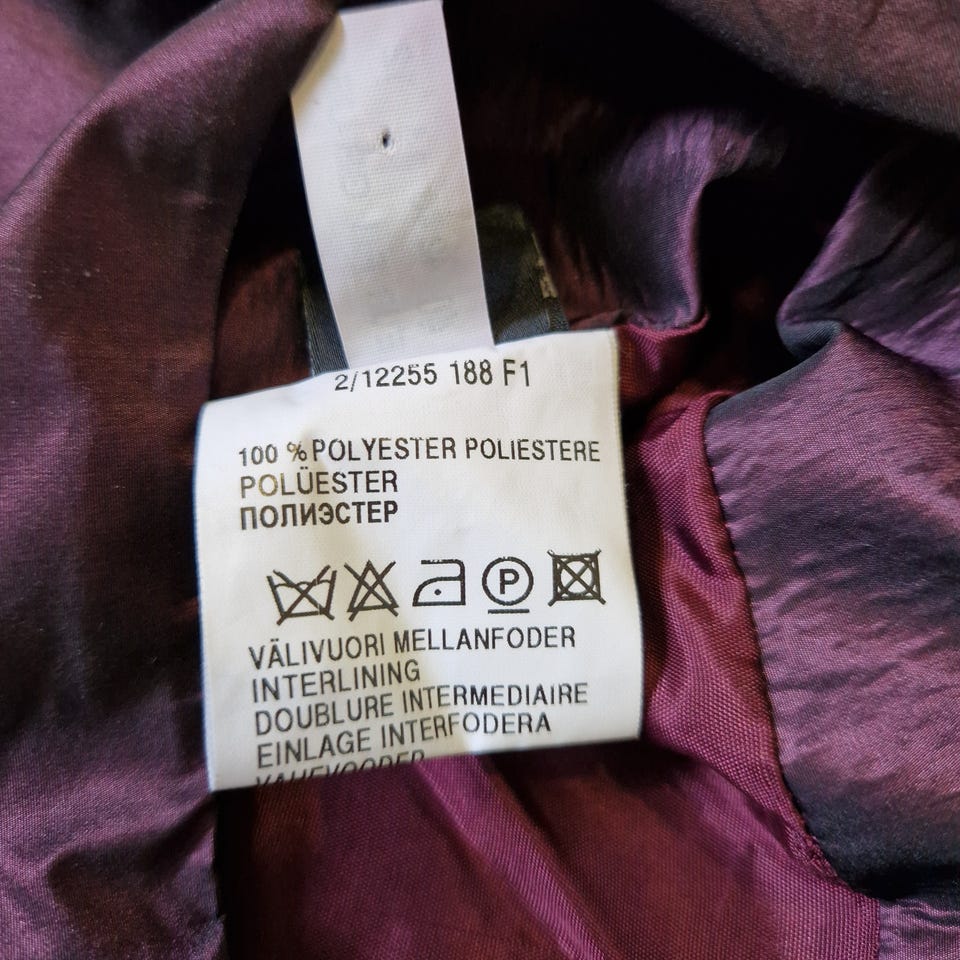 2/12255 188 F1
100 % POLYESTER POLIESTERE
POLÜESTER
ПОЛИЭСТЕР
P
VÄLIVUORI MELLANFODER
INTERLINING
DOUBLURE INTERMEDIAIRE
EINLAGE INTERFODERA